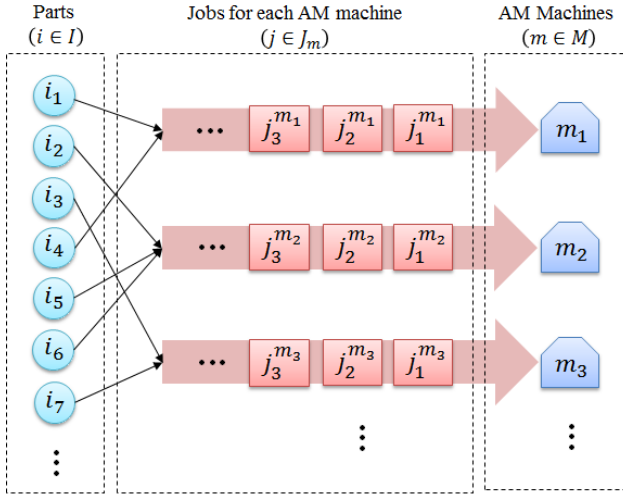 Parts
(i ∈ I)
Jobs for each AM machine
(j ∈ J_m)
AM Machines
(m ∈ M)
i_1
i_2
i_3
i_4
i_5
i_6
i_7
⋮
••• j_3^{m_1} j_2^{m_1} j_1^{m_1}
m_1
••• j_3^{m_2} j_2^{m_2} j_1^{m_2}
m_2
••• j_3^{m_3} j_2^{m_3} j_1^{m_3}
m_3
⋮
⋮